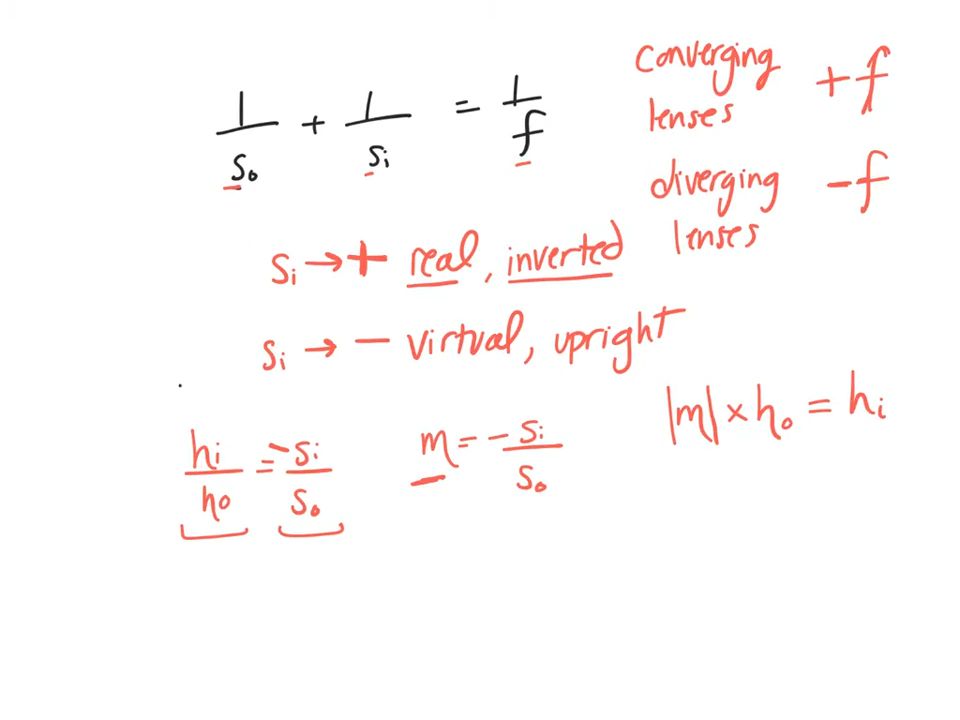 1/s₀ + 1/sᵢ = 1/f
converging lenses +f
diverging lenses −f
sᵢ → + real, inverted
sᵢ → − virtual, upright
hᵢ/h₀ = −sᵢ/s₀
m = −sᵢ/s₀
|m| × h₀ = hᵢ